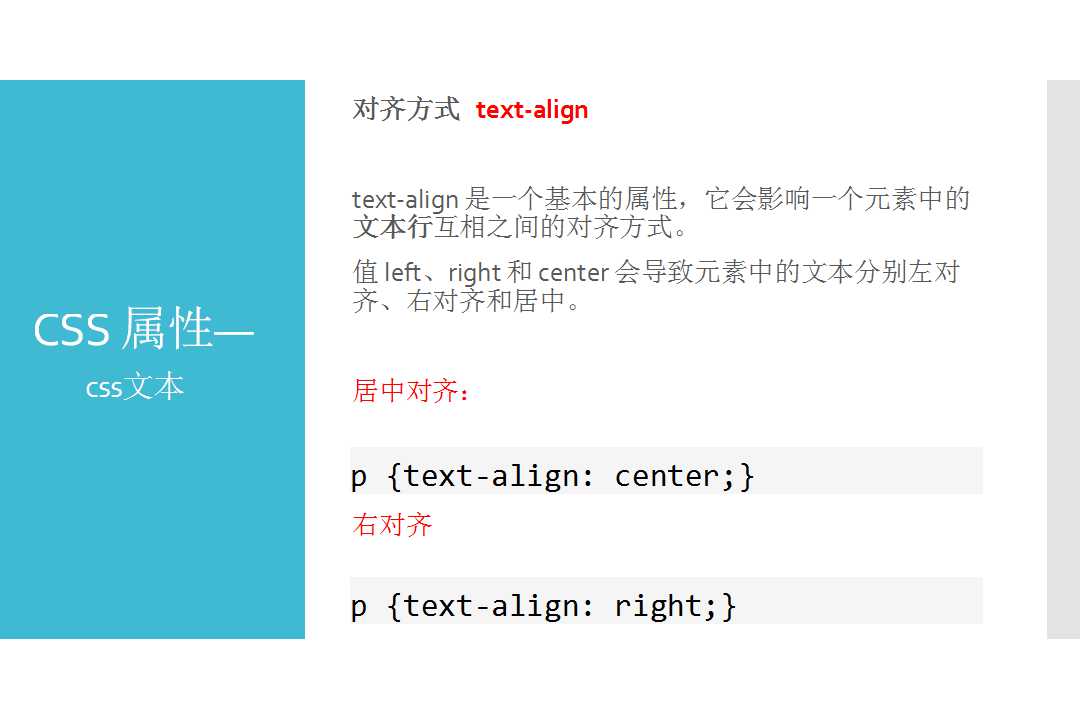 CSS 属性—
css文本
对齐方式 text-align
text-align 是一个基本的属性，它会影响一个元素中的
文本行互相之间的对齐方式。
值 left、right 和 center 会导致元素中的文本分别左对
齐、右对齐和居中。
居中对齐：
p {text-align: center;}
右对齐
p {text-align: right;}